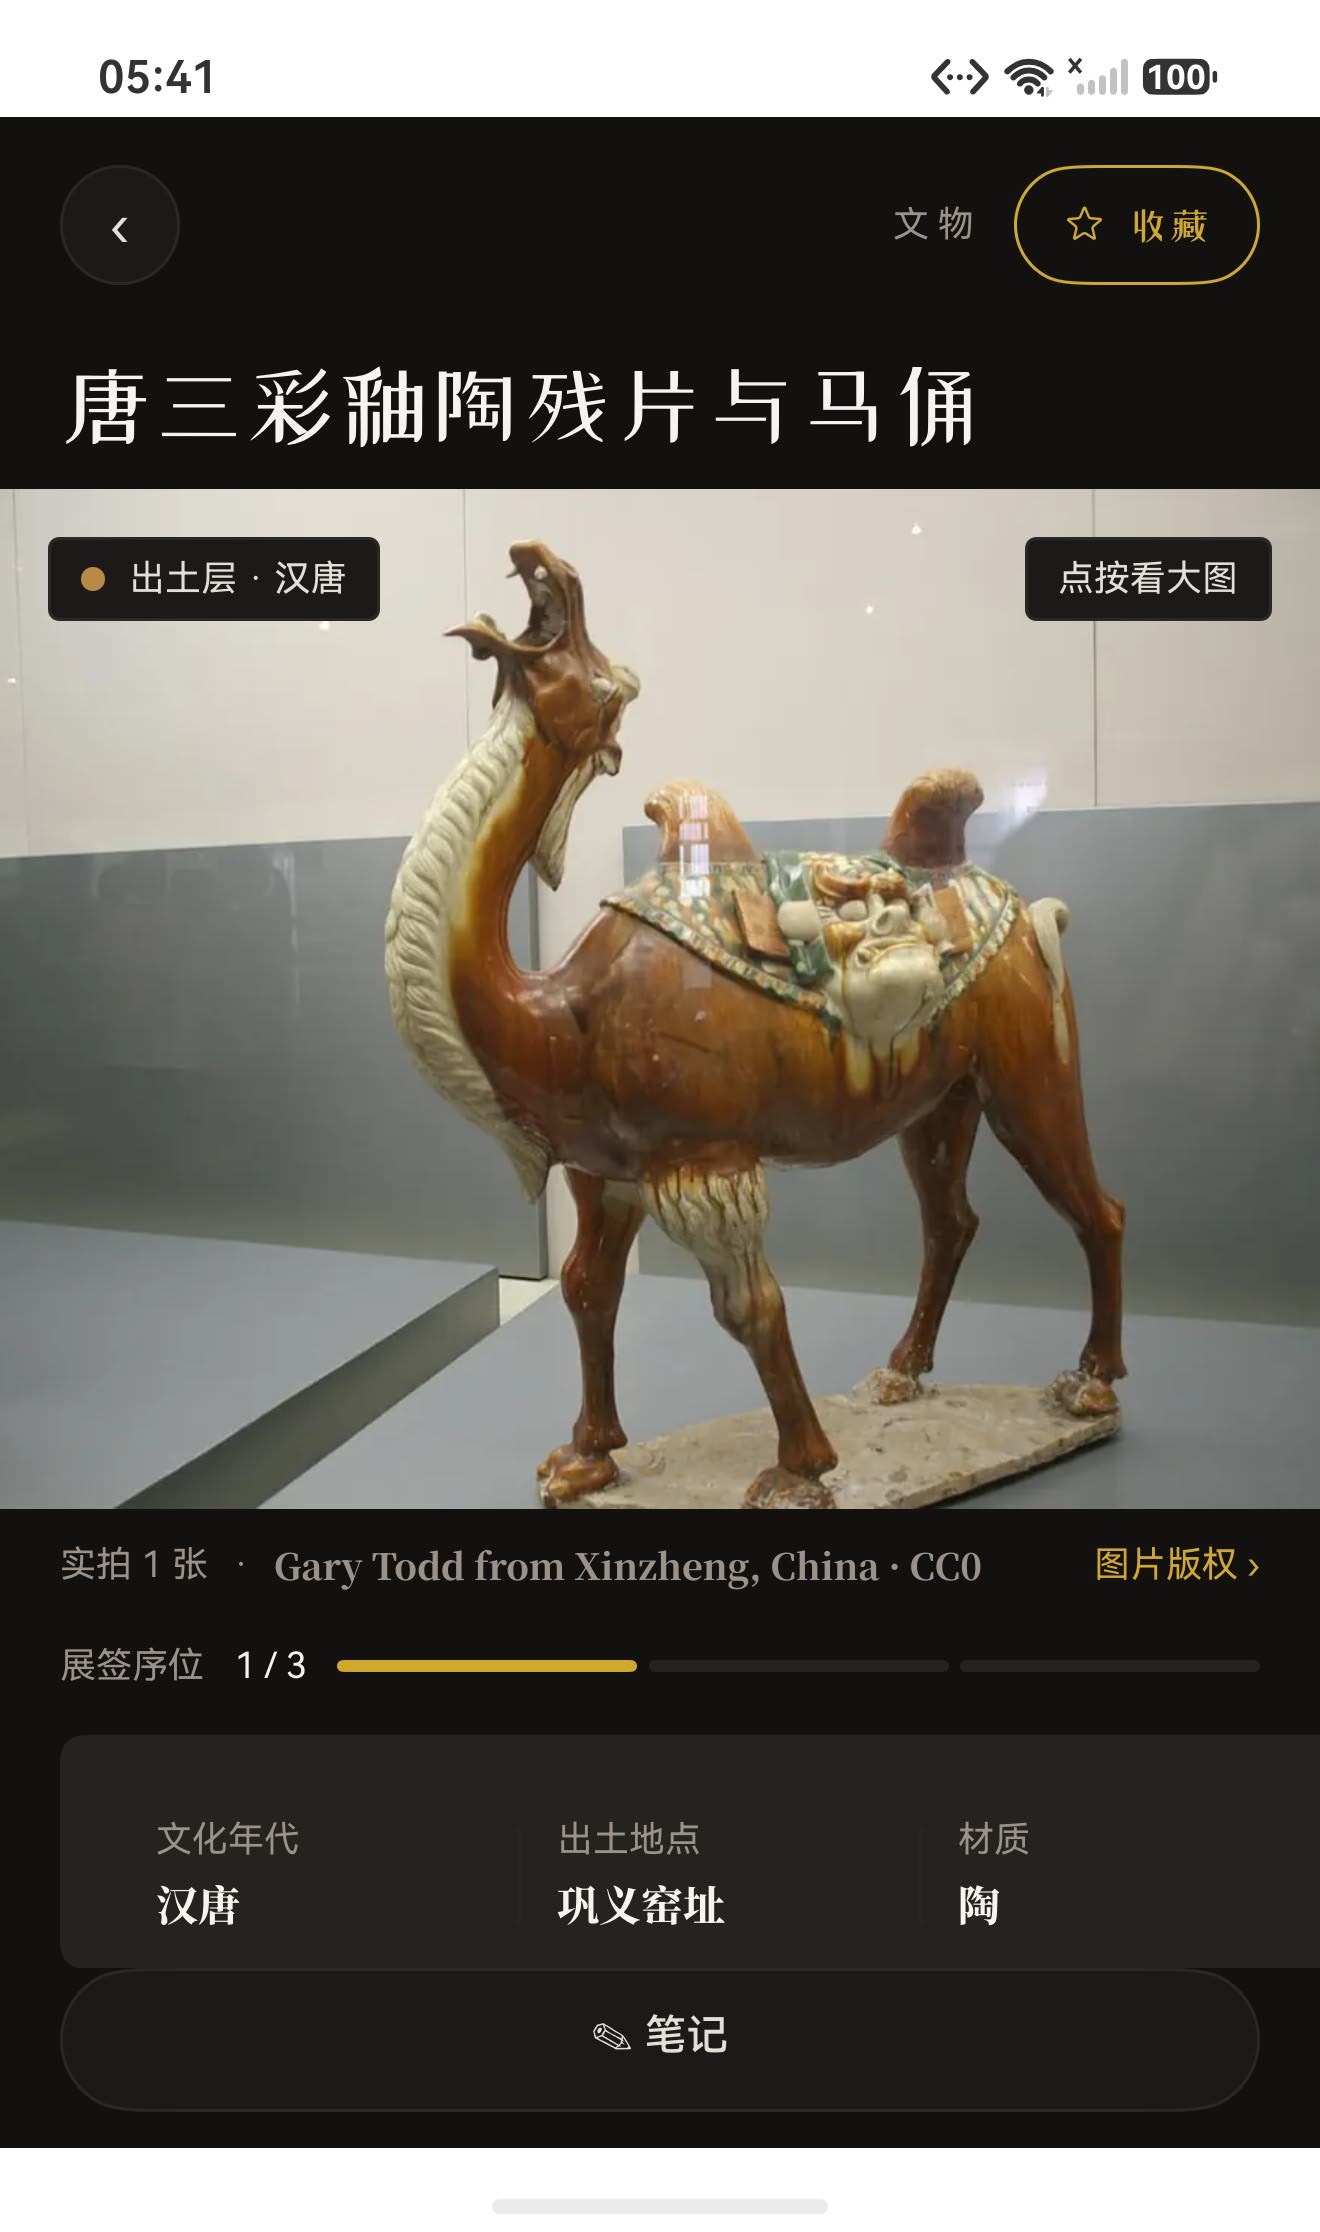 05:41
100
文物
☆ 收藏
唐三彩釉陶残片与马俑
出土层 · 汉唐
点按看大图
实拍 1 张 · Gary Todd from Xinzheng, China · CC0
图片版权 ›
展签序位 1 / 3
文化年代
出土地点
材质
汉唐
巩义窑址
陶
✎ 笔记